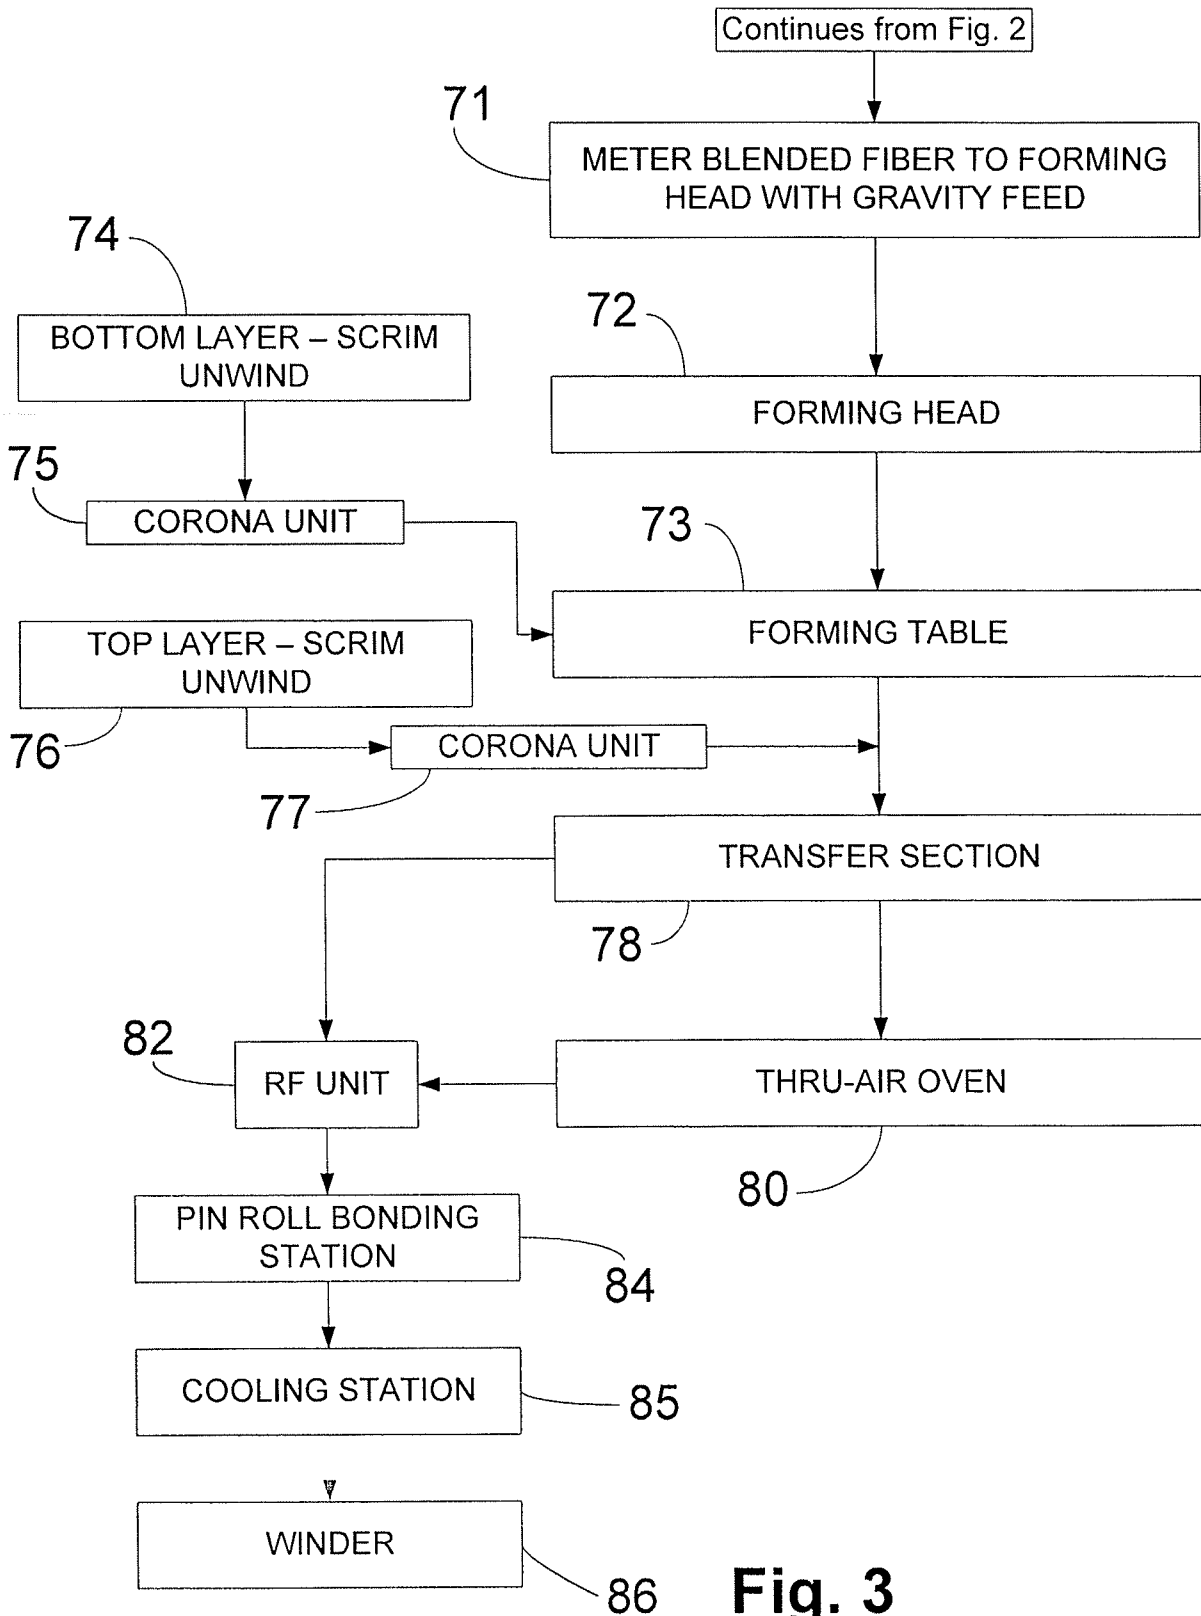 Continues from Fig. 2
71
METER BLENDED FIBER TO FORMING
HEAD WITH GRAVITY FEED
74
BOTTOM LAYER – SCRIM
UNWIND
72
FORMING HEAD
75
CORONA UNIT
73
FORMING TABLE
TOP LAYER – SCRIM
UNWIND
76
CORONA UNIT
77
TRANSFER SECTION
78
82
RF UNIT
THRU-AIR OVEN
80
PIN ROLL BONDING
STATION
84
COOLING STATION
85
WINDER
86
Fig. 3